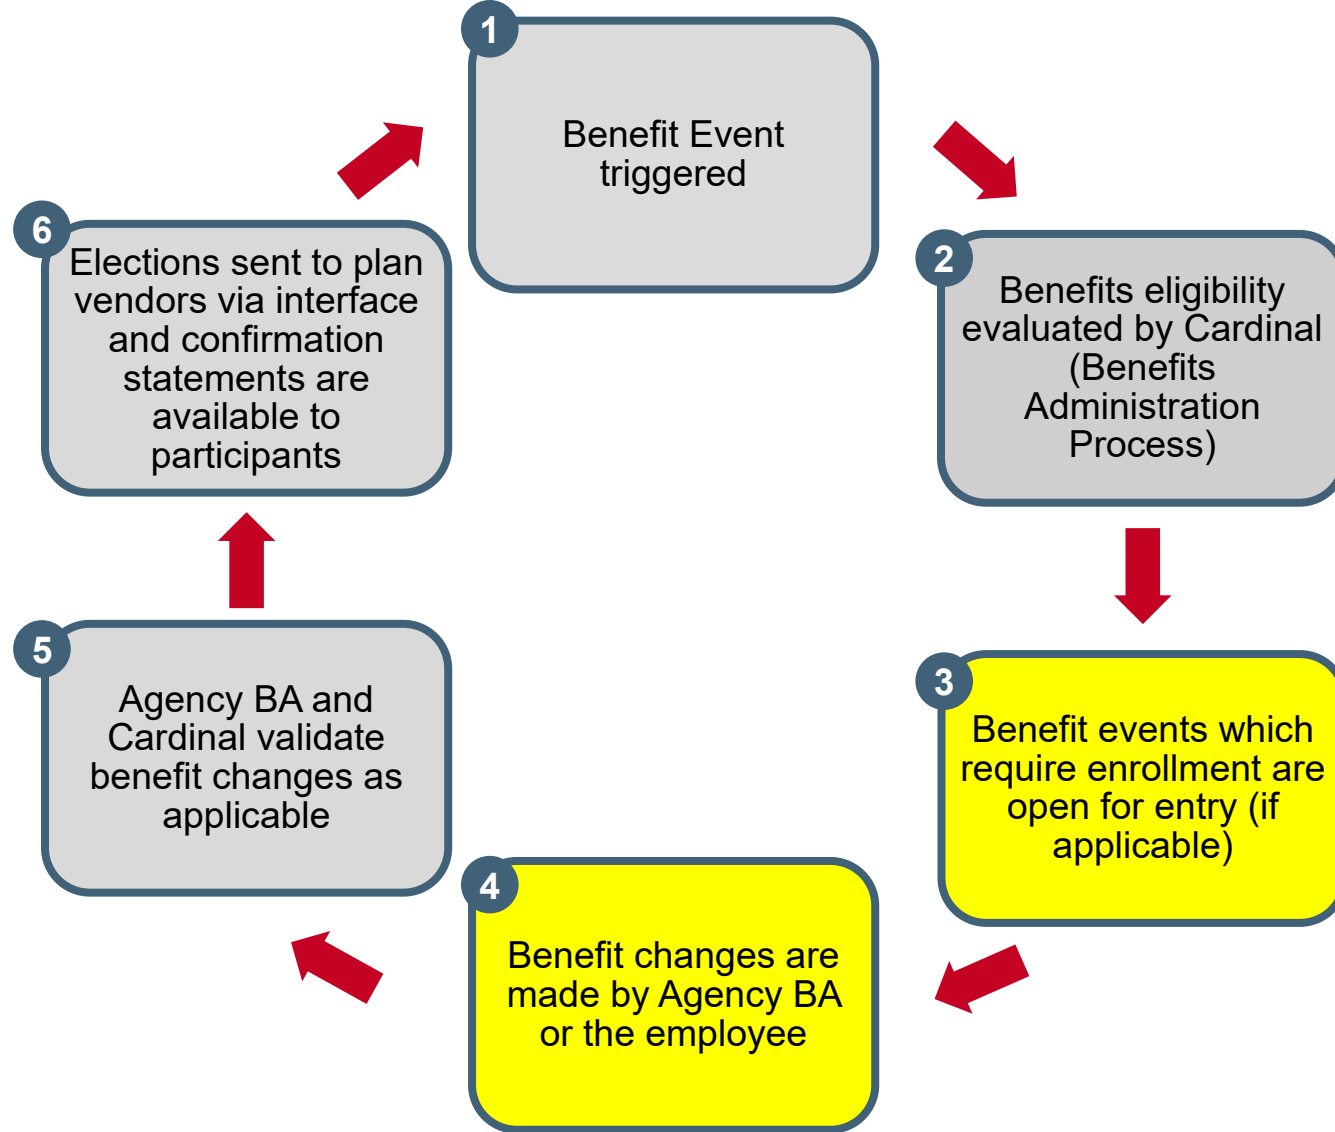 1
Benefit Event
triggered
2
Benefits eligibility
evaluated by Cardinal
(Benefits
Administration
Process)
3
Benefit events which
require enrollment are
open for entry (if
applicable)
4
Benefit changes are
made by Agency BA
or the employee
5
Agency BA and
Cardinal validate
benefit changes as
applicable
6
Elections sent to plan
vendors via interface
and confirmation
statements are
available to
participants